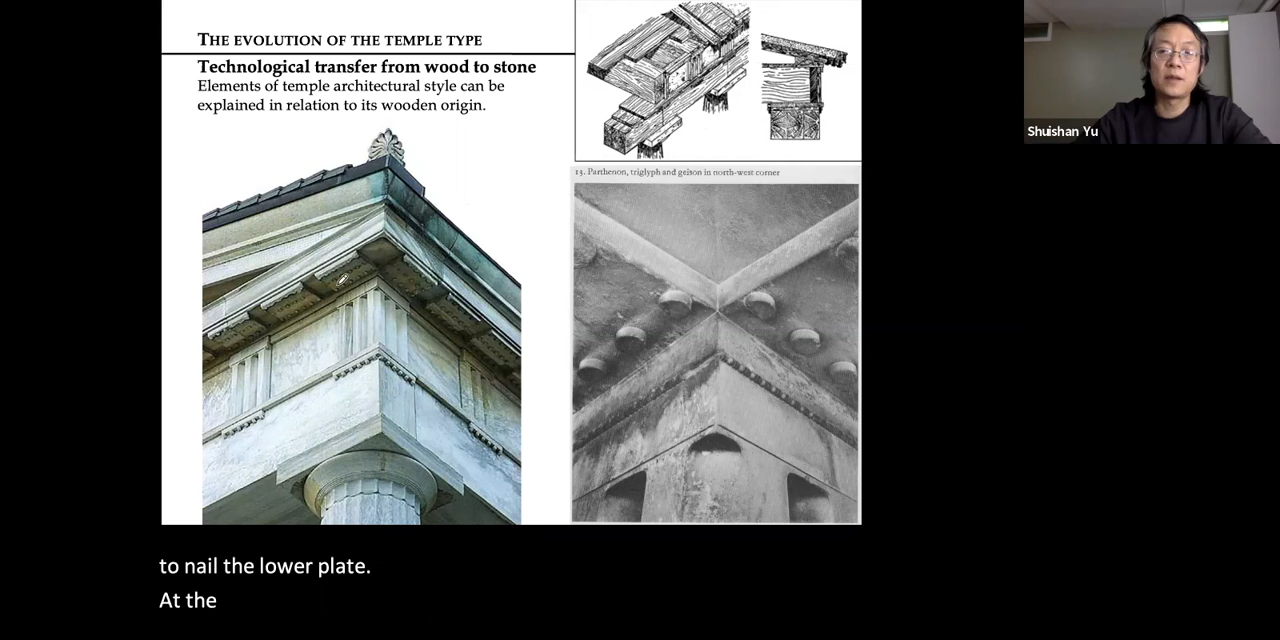 THE EVOLUTION OF THE TEMPLE TYPE
Technological transfer from wood to stone
Elements of temple architectural style can be
explained in relation to its wooden origin.
13. Parthenon, triglyph and geison in north-west corner
Shuishan Yu
to nail the lower plate.
At the